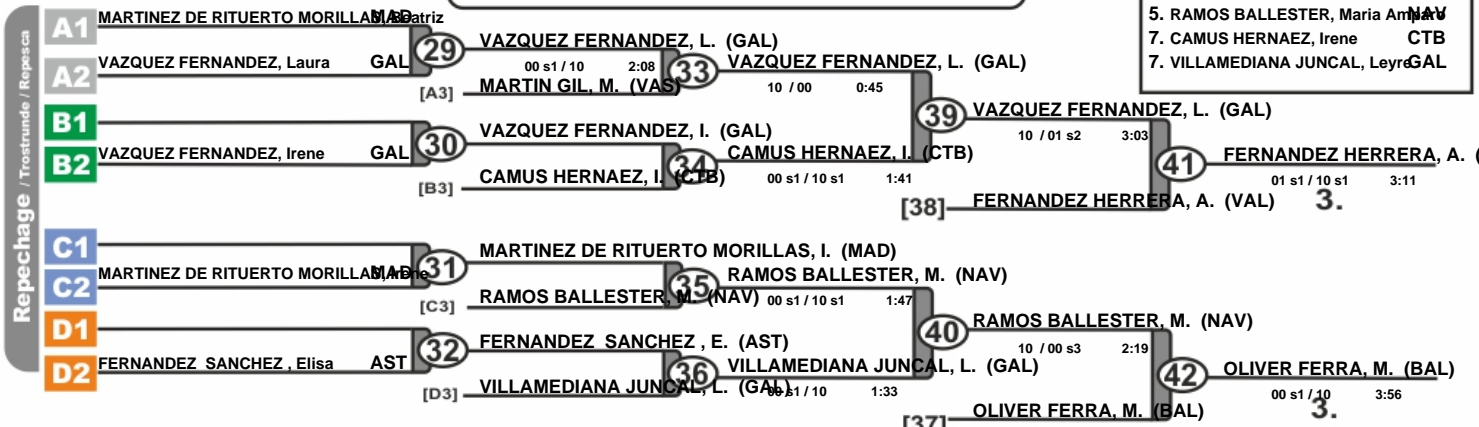 5. RAMOS BALLESTER, Maria Amparo NAV
7. CAMUS HERNAEZ, Irene CTB
7. VILLAMEDIANA JUNCAL, Leyre GAL
Repechage / Trostrunde / Repesca
A1 MARTINEZ DE RITUERTO MORILLAS, Beatriz MAD
A2 VAZQUEZ FERNANDEZ, Laura GAL
29
B1
B2 VAZQUEZ FERNANDEZ, Irene GAL
30
C1
C2 MARTINEZ DE RITUERTO MORILLAS, Irene MAD
31
D1
D2 FERNANDEZ SANCHEZ , Elisa AST
32
VAZQUEZ FERNANDEZ, L. (GAL)
00 s1 / 10 2:08
[A3] MARTIN GIL, M. (VAS)
33
VAZQUEZ FERNANDEZ, I. (GAL)
[B3] CAMUS HERNAEZ, I. (CTB)
34
MARTINEZ DE RITUERTO MORILLAS, I. (MAD)
[C3] RAMOS BALLESTER, M. (NAV)
35
FERNANDEZ SANCHEZ , E. (AST)
[D3] VILLAMEDIANA JUNCAL, L. (GAL)
36
VAZQUEZ FERNANDEZ, L. (GAL)
10 / 00 0:45
CAMUS HERNAEZ, I. (CTB)
00 s1 / 10 s1 1:41
39
RAMOS BALLESTER, M. (NAV)
00 s1 / 10 s1 1:47
VILLAMEDIANA JUNCAL, L. (GAL)
00 s1 / 10 1:33
40
VAZQUEZ FERNANDEZ, L. (GAL)
10 / 01 s2 3:03
[38] FERNANDEZ HERRERA, A. (VAL)
41
RAMOS BALLESTER, M. (NAV)
10 / 00 s3 2:19
[37] OLIVER FERRA, M. (BAL)
42
FERNANDEZ HERRERA, A. (
01 s1 / 10 s1 3:11
3.
OLIVER FERRA, M. (BAL)
00 s1 / 10 3:56
3.